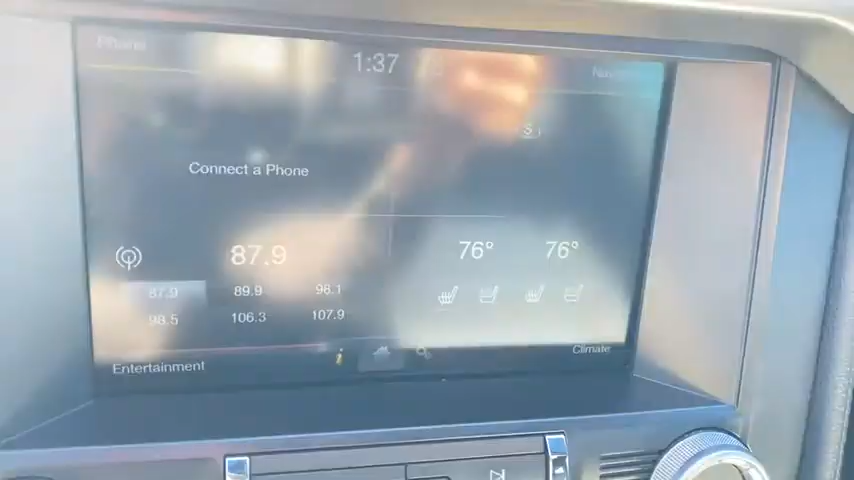 Phone
1:37
Connect a Phone
87.9
76° 76°
87.9 89.9 98.1
98.5 106.3 107.9
Entertainment
Climate